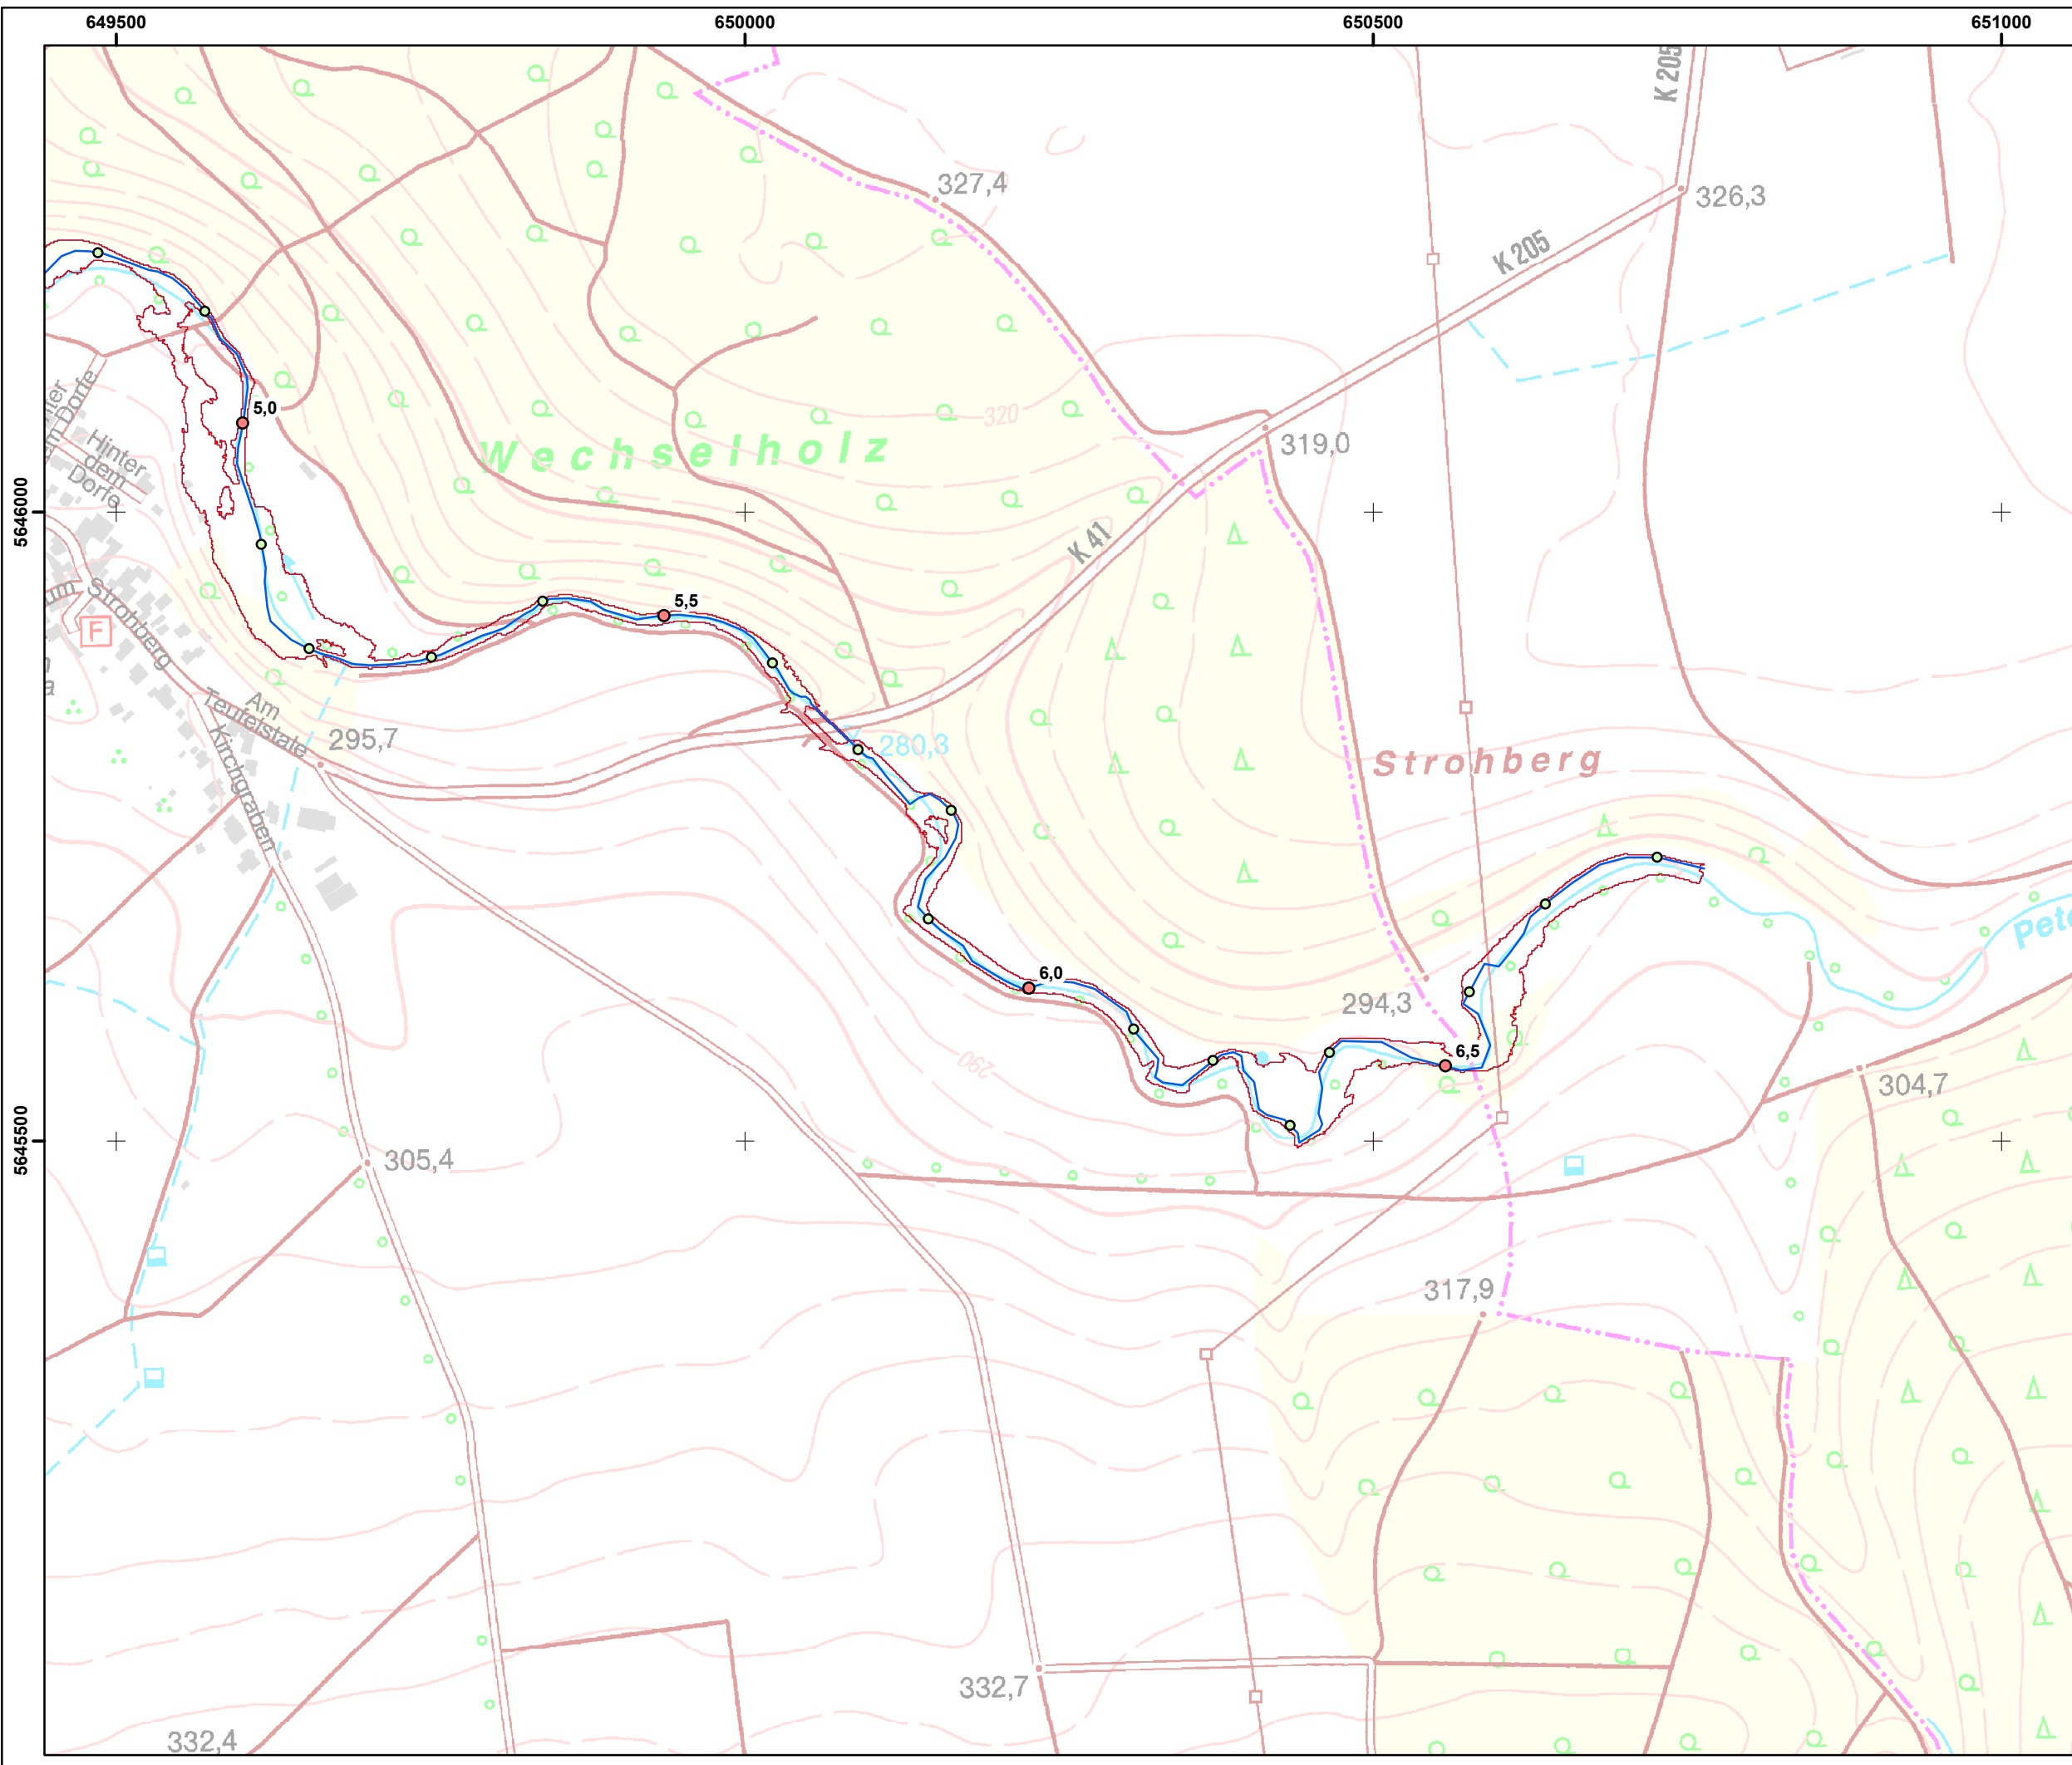 649500
650000
650500
651000
K 205
327,4
326,3
K 205
5,0
320
Wechselholz
319,0
Dorfe
Hinter
dem
Dorfe
5646000
K 41
5,5
Strohberg
F
Am
Teufelstale
295,7
280,3
Kirchgraben
Strohberg
6,0
294,3
6,5
290
304,7
5645500
305,4
317,9
332,7
332,4